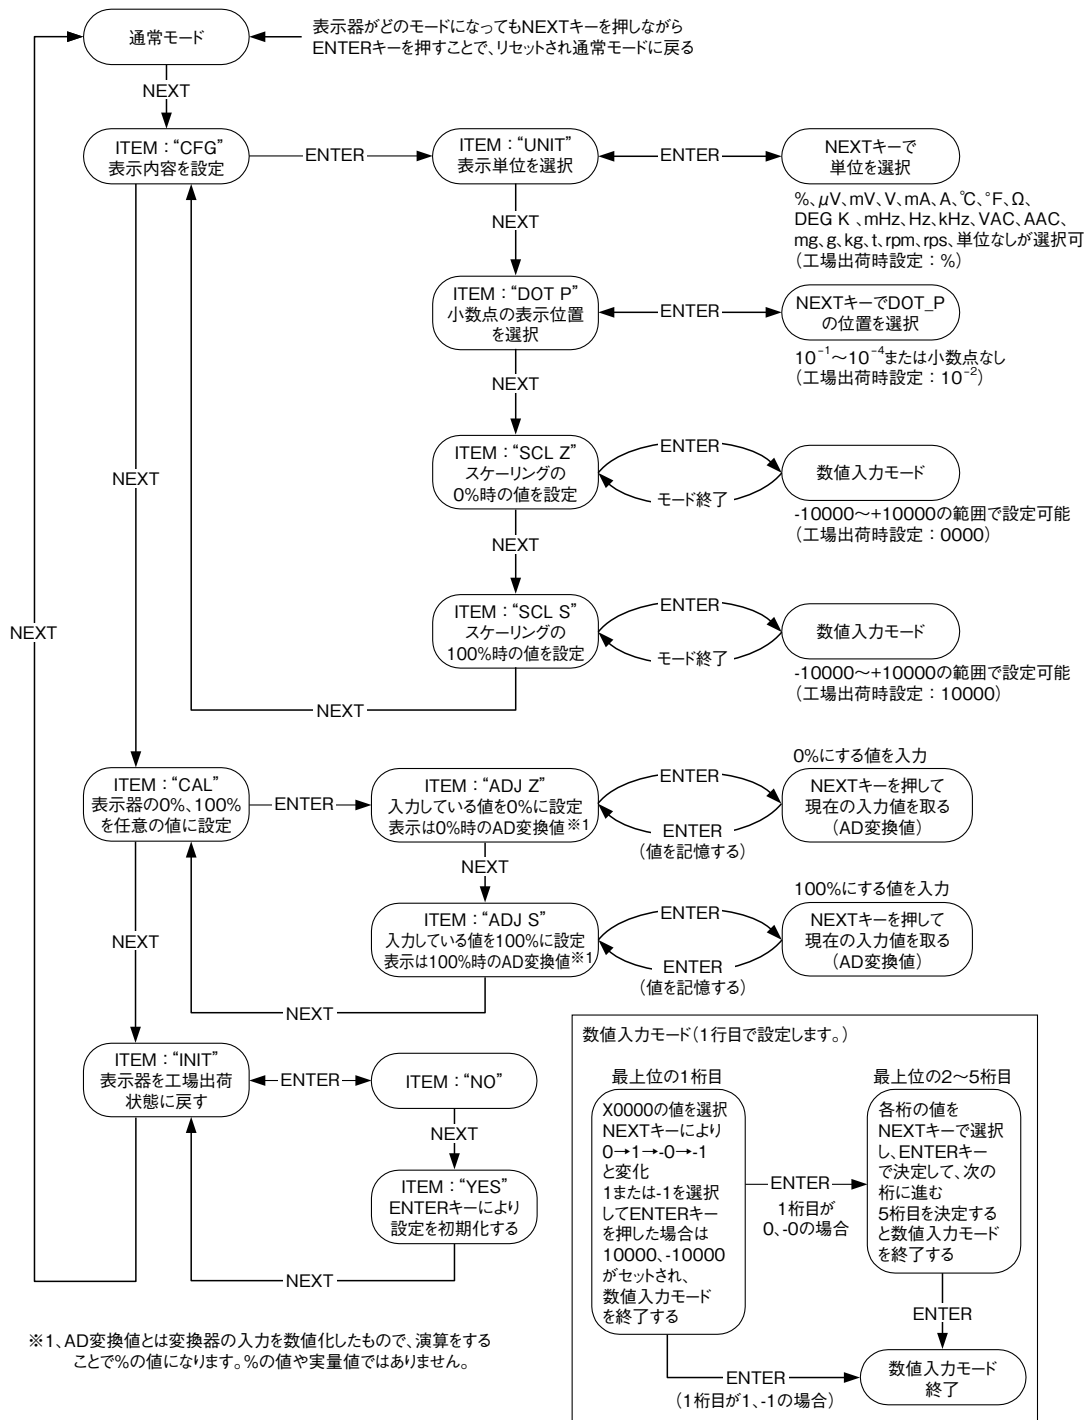 通常モード
表示器がどのモードになってもNEXTキーを押しながら
ENTERキーを押すことで、リセットされ通常モードに戻る
NEXT
ITEM：“CFG”
表示内容を設定
ENTER
ITEM：“UNIT”
表示単位を選択
ENTER
NEXTキーで
単位を選択
%、μV、mV、V、mA、A、℃、°F、Ω、
DEG K 、mHz、Hz、kHz、VAC、AAC、
mg、g、kg、t、rpm、rps、単位なしが選択可
（工場出荷時設定：%）
NEXT
ITEM：“DOT P”
小数点の表示位置
を選択
ENTER
NEXTキーでDOT_P
の位置を選択
10⁻¹～10⁻⁴または小数点なし
（工場出荷時設定：10⁻²）
NEXT
ITEM：“SCL Z”
スケーリングの
0%時の値を設定
ENTER
モード終了
数値入力モード
-10000～+10000の範囲で設定可能
（工場出荷時設定：0000）
NEXT
NEXT
ITEM：“SCL S”
スケーリングの
100%時の値を設定
ENTER
モード終了
数値入力モード
-10000～+10000の範囲で設定可能
（工場出荷時設定：10000）
NEXT
NEXT
ITEM：“CAL”
表示器の0%、100%
を任意の値に設定
ENTER
ITEM：“ADJ Z”
入力している値を0%に設定
表示は0%時のAD変換値※1
ENTER
ENTER
（値を記憶する）
0%にする値を入力
NEXTキーを押して
現在の入力値を取る
（AD変換値）
NEXT
ITEM：“ADJ S”
入力している値を100%に設定
表示は100%時のAD変換値※1
ENTER
ENTER
（値を記憶する）
100%にする値を入力
NEXTキーを押して
現在の入力値を取る
（AD変換値）
NEXT
NEXT
ITEM：“INIT”
表示器を工場出荷
状態に戻す
ENTER
ITEM：“NO”
NEXT
ITEM：“YES”
ENTERキーにより
設定を初期化する
NEXT
数値入力モード（1行目で設定します。）
最上位の1桁目
X0000の値を選択
NEXTキーにより
0→1→-0→-1
と変化
1または-1を選択
してENTERキー
を押した場合は
10000、-10000
がセットされ、
数値入力モード
を終了する
ENTER
1桁目が
0、-0の場合
最上位の2～5桁目
各桁の値を
NEXTキーで選択
し、ENTERキー
で決定して、次の
桁に進む
5桁目を決定する
と数値入力モード
を終了する
ENTER
ENTER
（1桁目が1、-1の場合）
数値入力モード
終了
※1、AD変換値とは変換器の入力を数値化したもので、演算をする
ことで%の値になります。%の値や実量値ではありません。